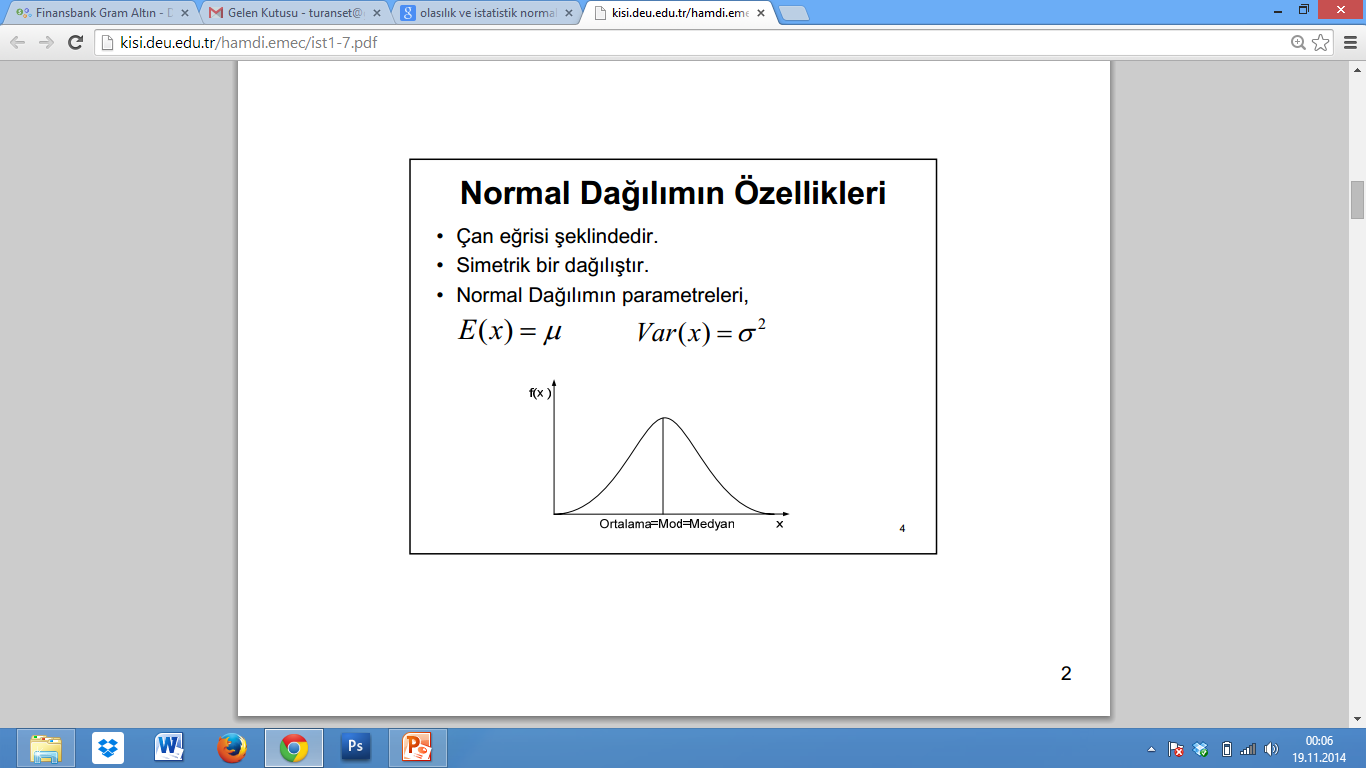 Finansbank Gram Altın - D
Gelen Kutusu - turanset@
olasılık ve istatistik normal
kisi.deu.edu.tr/hamdi.eme
kisi.deu.edu.tr/hamdi.emec/ist1-7.pdf
Normal Dağılımın Özellikleri
• Çan eğrisi şeklindedir.
• Simetrik bir dağılıştır.
• Normal Dağılımın parametreleri,
E(x) = μ Var(x) = σ²
f(x )
Ortalama=Mod=Medyan x
4
2
Ps
00:06
19.11.2014